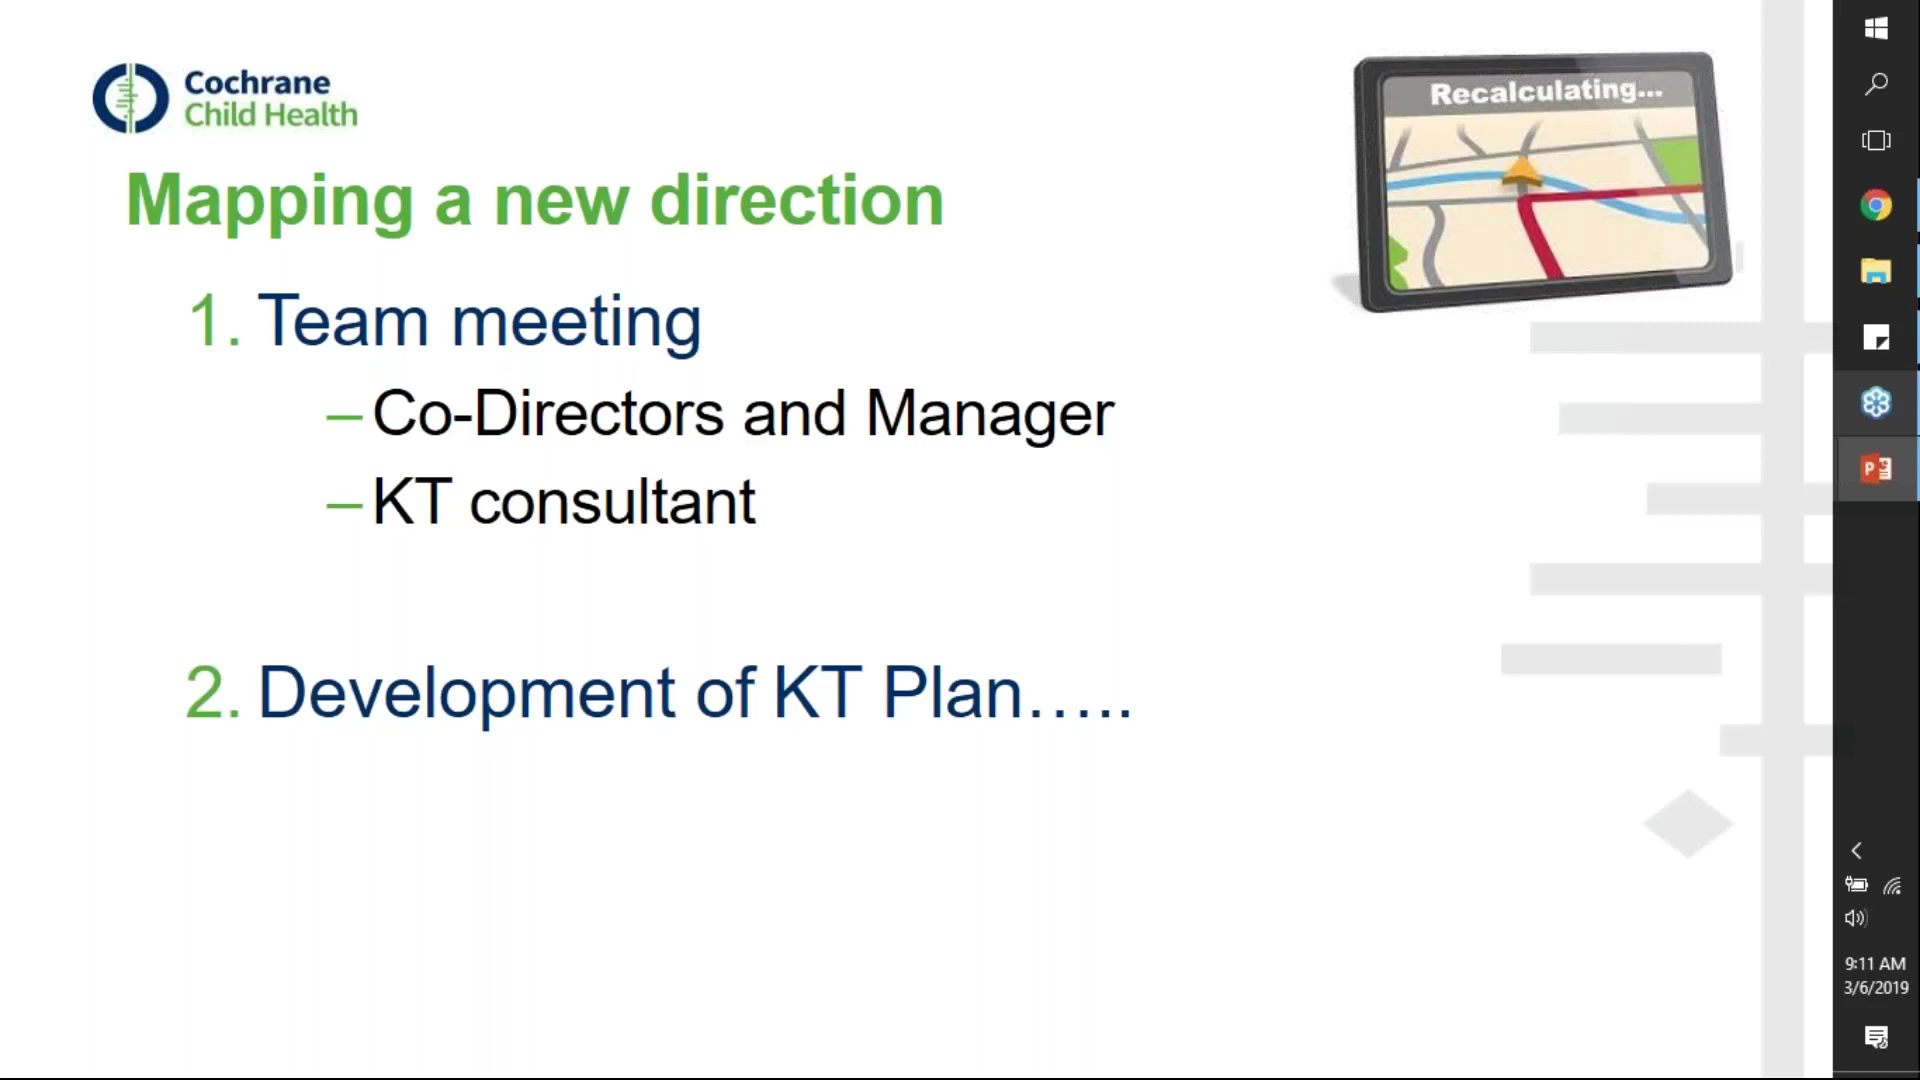 Cochrane
Child Health
Recalculating...
Mapping a new direction
1. Team meeting
– Co-Directors and Manager
– KT consultant
2. Development of KT Plan…..
9:11 AM
3/6/2019